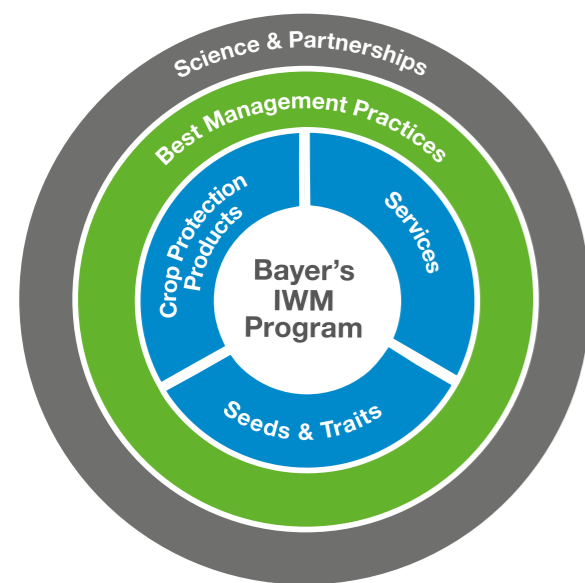 Science & Partnerships
Best Management Practices
Crop Protection
Products
Services
Bayer's
IWM
Program
Seeds & Traits